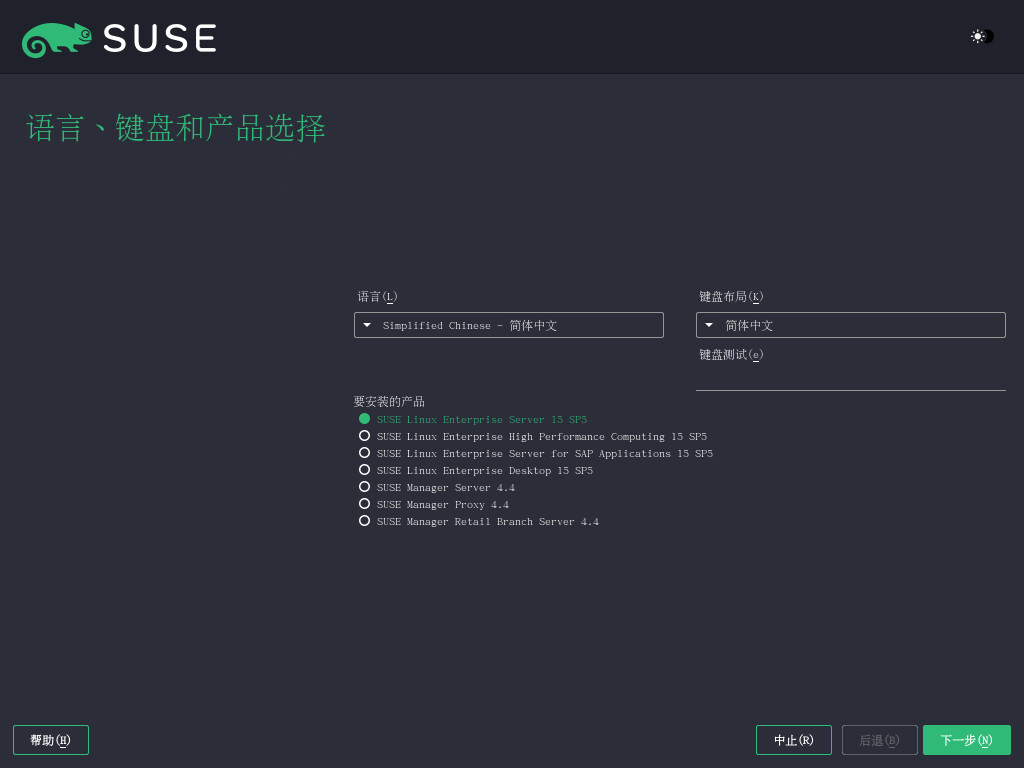 SUSE
语言、键盘和产品选择
语言(L)
键盘布局(K)
Simplified Chinese - 简体中文
简体中文
键盘测试(e)
要安装的产品
SUSE Linux Enterprise Server 15 SP5
SUSE Linux Enterprise High Performance Computing 15 SP5
SUSE Linux Enterprise Server for SAP Applications 15 SP5
SUSE Linux Enterprise Desktop 15 SP5
SUSE Manager Server 4.4
SUSE Manager Proxy 4.4
SUSE Manager Retail Branch Server 4.4
帮助(H)
中止(R)
后退(B)
下一步(N)